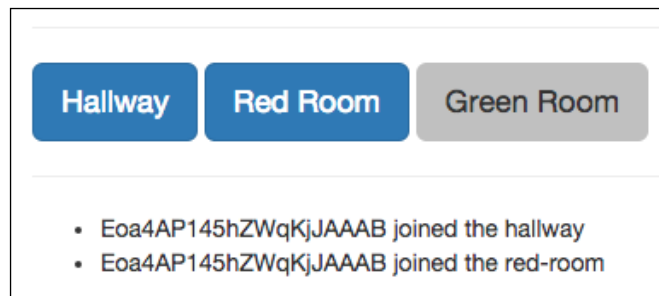 Hallway Red Room Green Room
• Eoa4AP145hZWqKjJAAAB joined the hallway
• Eoa4AP145hZWqKjJAAAB joined the red-room